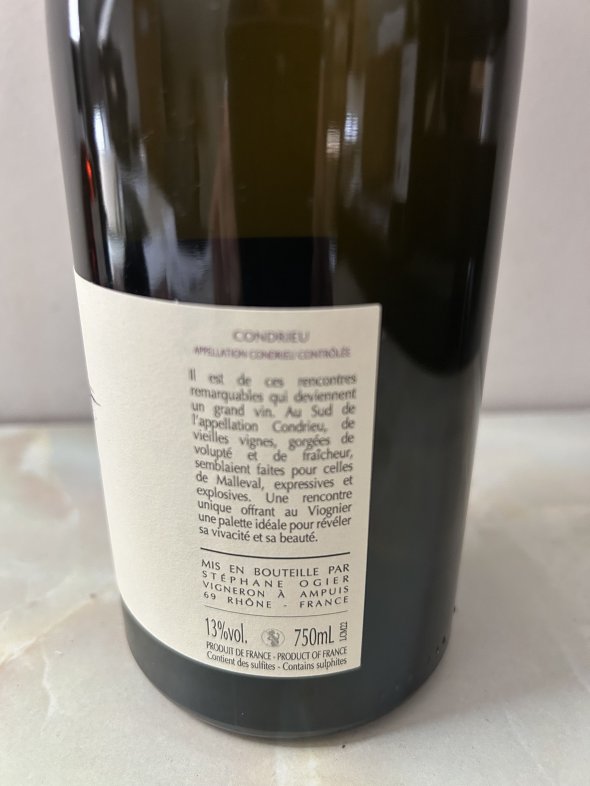 CONDRIEU
APPELLATION CONDRIEU CONTRÔLÉE
Il est de ces rencontres
remarquables qui deviennent
un grand vin. Au Sud de
l'appellation Condrieu, de
vieilles vignes, gorgées de
volupté et de fraîcheur,
semblaient faites pour celles
de Malleval, expressives et
explosives. Une rencontre
unique offrant au Viognier
une palette idéale pour révéler
sa vivacité et sa beauté.
MIS EN BOUTEILLE PAR
STÉPHANE OGIER
VIGNERON À AMPUIS
69 RHÔNE - FRANCE
13%vol. 750mL
LCM22
PRODUIT DE FRANCE - PRODUCT OF FRANCE
Contient des sulfites - Contains sulphites